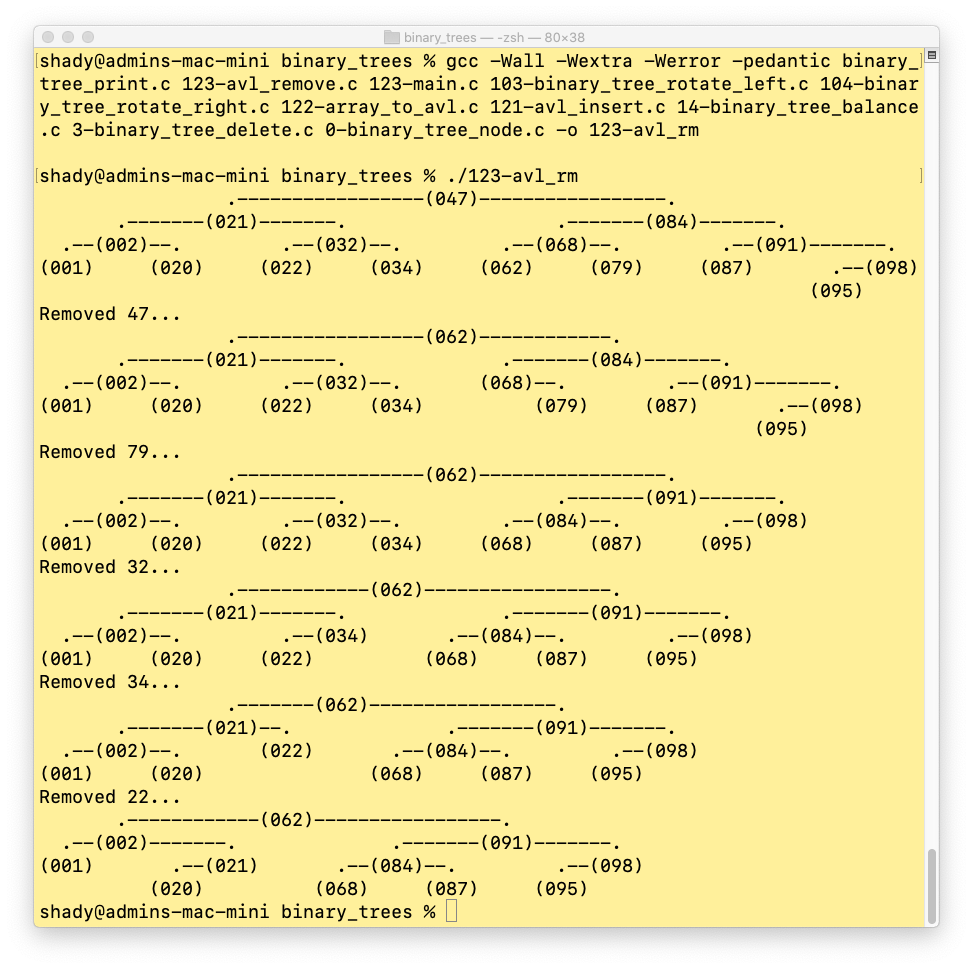 binary_trees — -zsh — 80×38
shady@admins-mac-mini binary_trees % gcc -Wall -Wextra -Werror -pedantic binary_
tree_print.c 123-avl_remove.c 123-main.c 103-binary_tree_rotate_left.c 104-binar
y_tree_rotate_right.c 122-array_to_avl.c 121-avl_insert.c 14-binary_tree_balance
.c 3-binary_tree_delete.c 0-binary_tree_node.c -o 123-avl_rm
shady@admins-mac-mini binary_trees % ./123-avl_rm
                 .-----------------(047)-----------------.
       .-------(021)-------.                   .-------(084)-------.
  .--(002)--.         .--(032)--.         .--(068)--.         .--(091)-------.
(001)     (020)     (022)     (034)     (062)     (079)     (087)       .--(098)
                                                                      (095)
Removed 47...
                 .-----------------(062)------------.
       .-------(021)-------.              .-------(084)-------.
  .--(002)--.         .--(032)--.       (068)--.         .--(091)-------.
(001)     (020)     (022)     (034)          (079)     (087)       .--(098)
                                                                 (095)
Removed 79...
                 .-----------------(062)-----------------.
       .-------(021)-------.                   .-------(091)-------.
  .--(002)--.         .--(032)--.         .--(084)--.         .--(098)
(001)     (020)     (022)     (034)     (068)     (087)     (095)
Removed 32...
                 .------------(062)-----------------.
       .-------(021)-------.              .-------(091)-------.
  .--(002)--.         .--(034)       .--(084)--.         .--(098)
(001)     (020)     (022)          (068)     (087)     (095)
Removed 34...
                 .-------(062)-----------------.
       .-------(021)--.              .-------(091)-------.
  .--(002)--.       (022)       .--(084)--.         .--(098)
(001)     (020)               (068)     (087)     (095)
Removed 22...
       .------------(062)-----------------.
  .--(002)-------.              .-------(091)-------.
(001)       .--(021)       .--(084)--.         .--(098)
          (020)          (068)     (087)     (095)
shady@admins-mac-mini binary_trees %